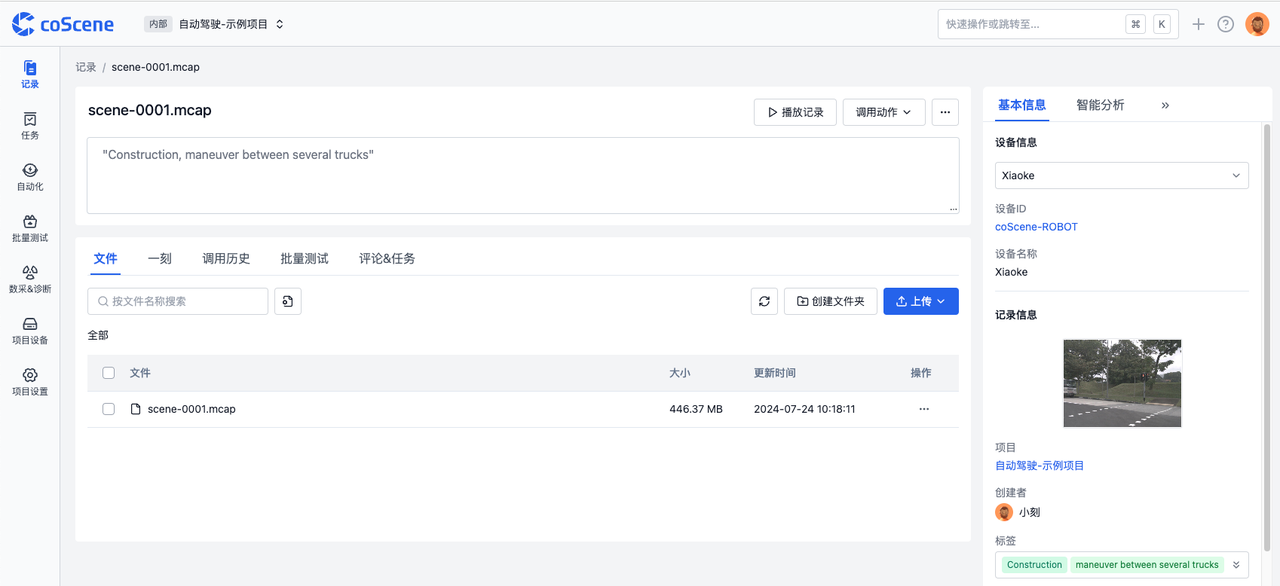 coScene
内部 自动驾驶-示例项目
快速操作或跳转至... ⌘ K
记录
任务
自动化
批量测试
数采&诊断
项目设备
项目设置
记录 / scene-0001.mcap
scene-0001.mcap
播放记录 调用动作 ...
"Construction, maneuver between several trucks"
文件 一刻 调用历史 批量测试 评论&任务
按文件名称搜索
创建文件夹 上传
全部
文件 大小 更新时间 操作
scene-0001.mcap 446.37 MB 2024-07-24 10:18:11 ...
基本信息 智能分析 »
设备信息
Xiaoke
设备ID
coScene-ROBOT
设备名称
Xiaoke
记录信息
项目
自动驾驶-示例项目
创建者
小刻
标签
Construction maneuver between several trucks